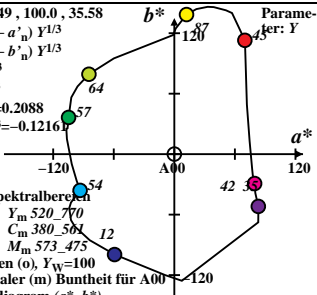 49 , 100.0 , 35.58
b*
Parame-
ter: Y
– a’n) Y1/3
– b’n) Y1/3
87
120
45
64
57
=0.2088
*=–0.1216
a*
–120
A00
120
54
42
35
pektralbereich
Ym 520_770
Cm 380_561
Mm 573_475
12
en (o), YW=100
aler (m) Buntheit für A00
–120
diagram (a*, b*)